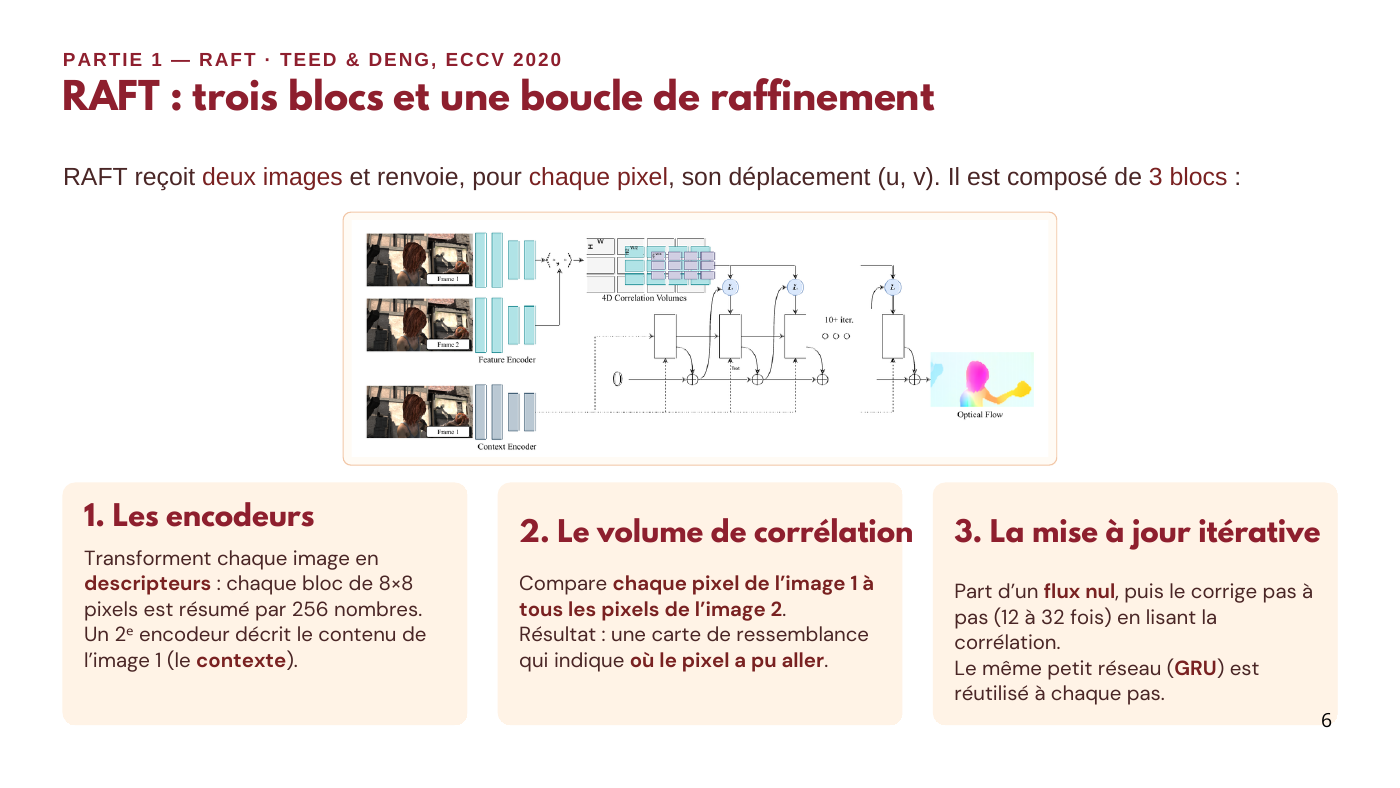 PARTIE 1 — RAFT · TEED & DENG, ECCV 2020
RAFT : trois blocs et une boucle de raffinement
RAFT reçoit deux images et renvoie, pour chaque pixel, son déplacement (u, v). Il est composé de 3 blocs :
Frame 1
Frame 2
Feature Encoder
Frame 1
Context Encoder
H
W
4D Correlation Volumes
L
L
10+ iter.
L
0
Optical Flow
1. Les encodeurs
Transforment chaque image en
descripteurs : chaque bloc de 8×8
pixels est résumé par 256 nombres.
Un 2ᵉ encodeur décrit le contenu de
l’image 1 (le contexte).
2. Le volume de corrélation
Compare chaque pixel de l’image 1 à
tous les pixels de l’image 2.
Résultat : une carte de ressemblance
qui indique où le pixel a pu aller.
3. La mise à jour itérative
Part d’un flux nul, puis le corrige pas à
pas (12 à 32 fois) en lisant la
corrélation.
Le même petit réseau (GRU) est
réutilisé à chaque pas.
6